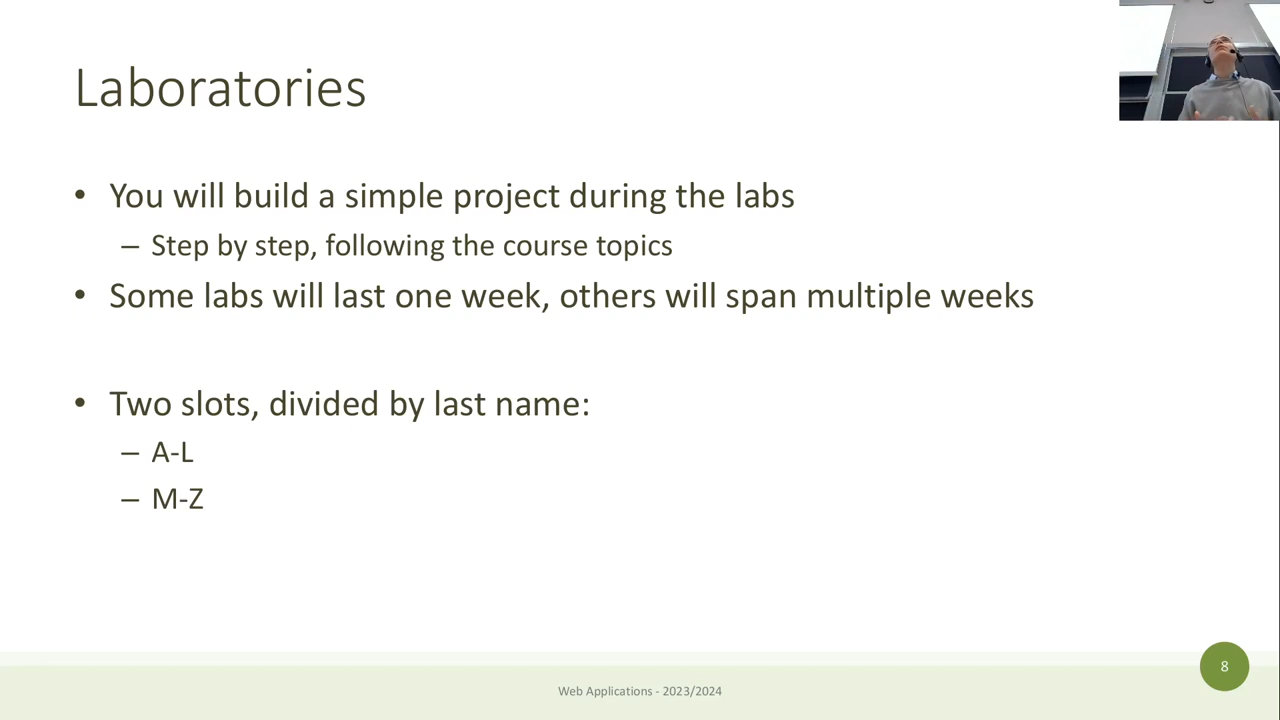 Laboratories
• You will build a simple project during the labs
– Step by step, following the course topics
• Some labs will last one week, others will span multiple weeks
• Two slots, divided by last name:
– A-L
– M-Z
8
Web Applications - 2023/2024